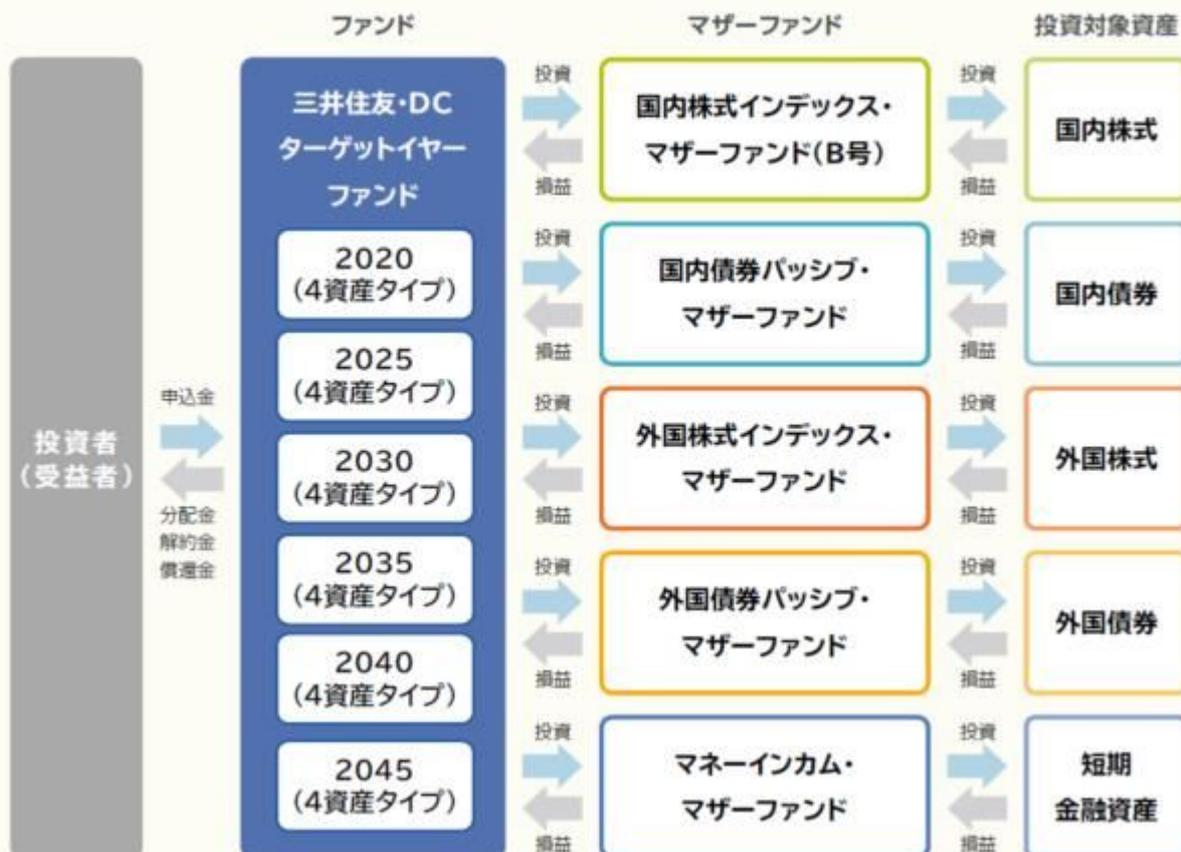 ファンド
マザーファンド
投資対象資産
投資者
(受益者)
申込金
分配金
解約金
償還金
三井住友・DC
ターゲットイヤー
ファンド
2020
(4資産タイプ)
2025
(4資産タイプ)
2030
(4資産タイプ)
2035
(4資産タイプ)
2040
(4資産タイプ)
2045
(4資産タイプ)
投資
損益
国内株式インデックス・
マザーファンド(B号)
投資
損益
国内株式
投資
損益
国内債券パッシブ・
マザーファンド
投資
損益
国内債券
投資
損益
外国株式インデックス・
マザーファンド
投資
損益
外国株式
投資
損益
外国債券パッシブ・
マザーファンド
投資
損益
外国債券
投資
損益
マネーインカム・
マザーファンド
投資
損益
短期
金融資産